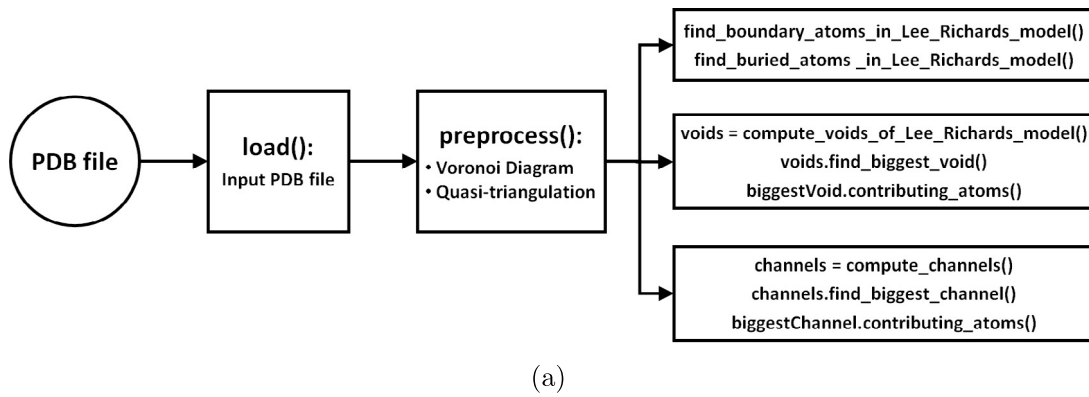 PDB file
load():
Input PDB file
preprocess():
• Voronoi Diagram
• Quasi-triangulation
find_boundary_atoms_in_Lee_Richards_model()
find_buried_atoms _in_Lee_Richards_model()
voids = compute_voids_of_Lee_Richards_model()
voids.find_biggest_void()
biggestVoid.contributing_atoms()
channels = compute_channels()
channels.find_biggest_channel()
biggestChannel.contributing_atoms()
(a)